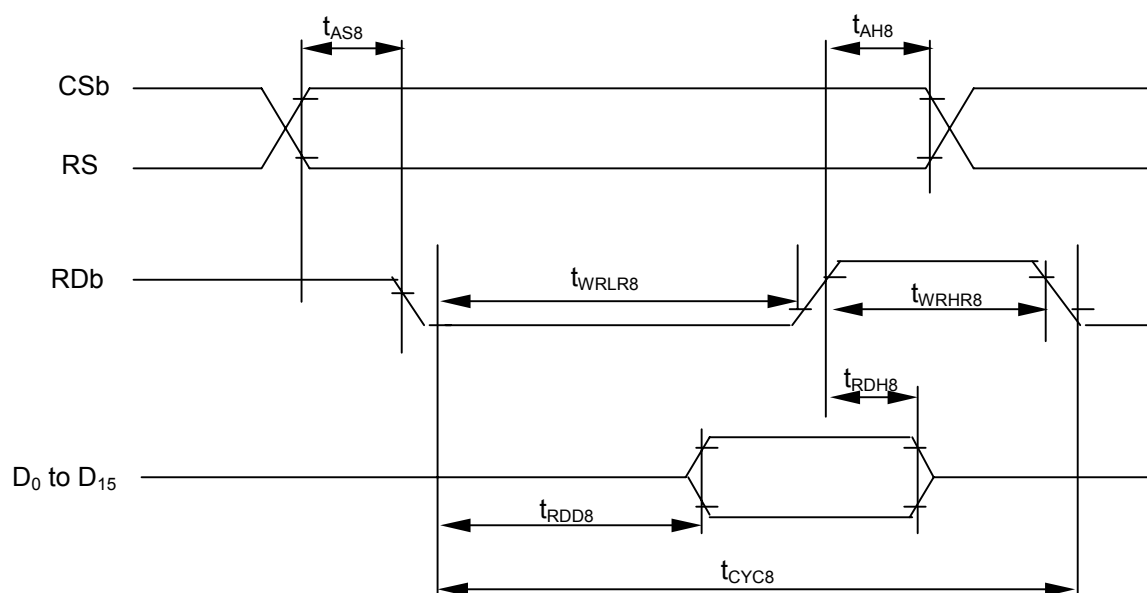 tAS8
tAH8
CSb
RS
RDb
tWRLR8
tWRHR8
tRDH8
D0 to D15
tRDD8
tCYC8